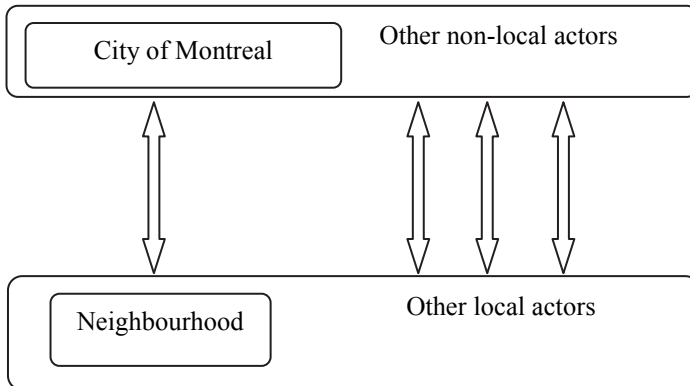 City of Montreal
Other non-local actors
Neighbourhood
Other local actors